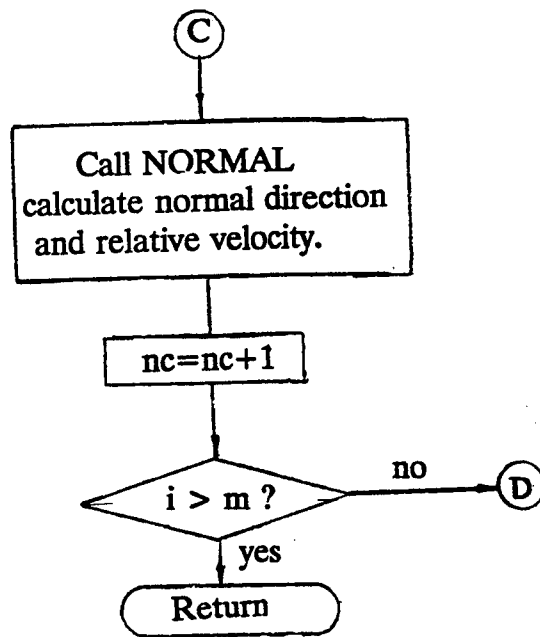 C
Call NORMAL
calculate normal direction
and relative velocity.
nc=nc+1
i > m ?
no
D
yes
Return